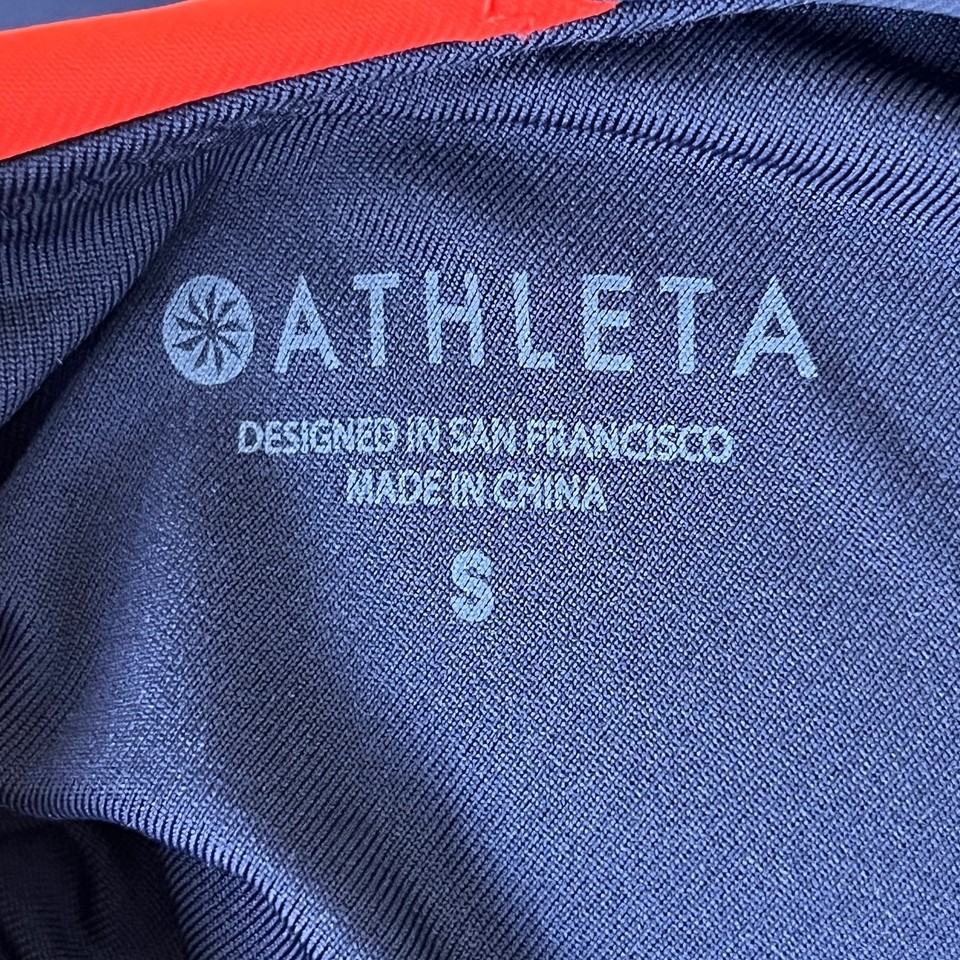 ATHLETA
DESIGNED IN SAN FRANCISCO
MADE IN CHINA
S